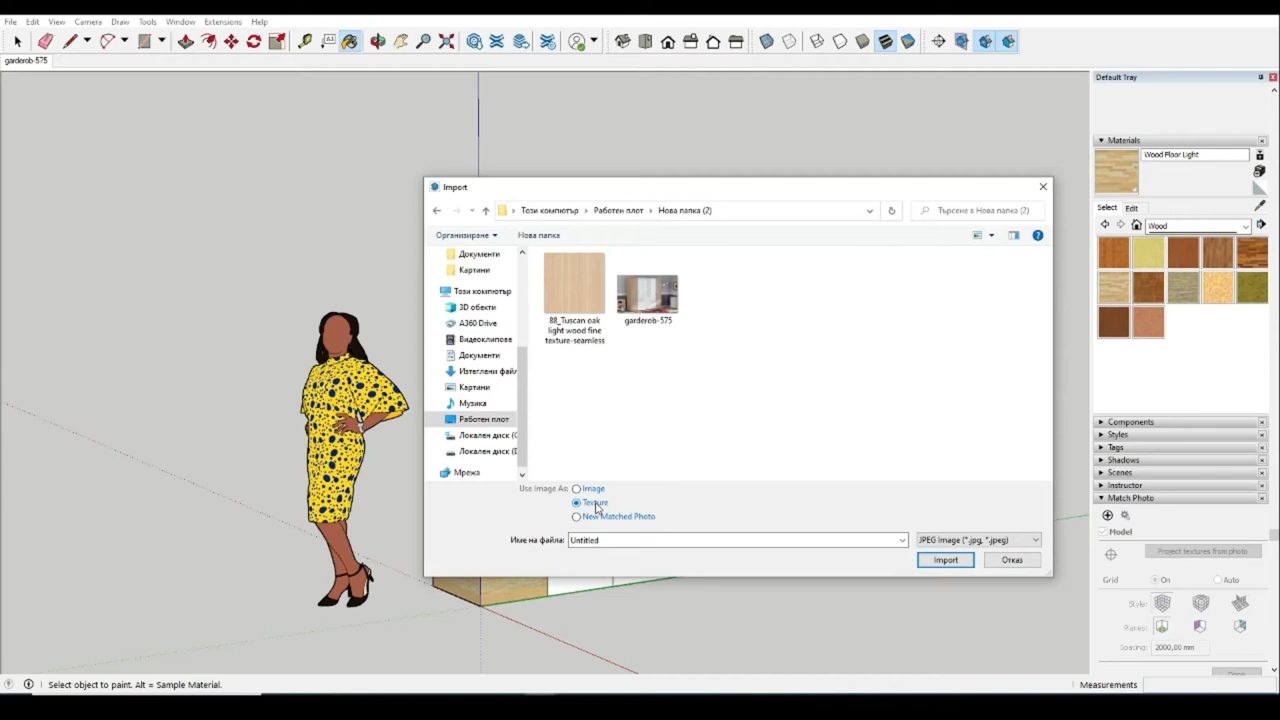 File Edit View Camera Draw Tools Window Extensions Help
garderob-575
Default Tray
Materials
Wood Floor Light
Select Edit
Wood
Import
Този компютър Работен плот Нова папка (2)
Търсене в Нова папка (2)
Организиране Нова папка
Документи
Картини
Този компютър
3D обекти
A360 Drive
Видеоклипове
Документи
Изтеглени файл
Картини
Музика
Работен плот
Локален диск (C
Локален диск (D
Мрежа
88_Tuscan oak
light wood fine
texture-seamless
garderob-575
Use Image As: Image
Texture
New Matched Photo
Име на файла: Untitled
JPEG Image (*.jpg, *.jpeg)
Import Отказ
Components
Styles
Tags
Shadows
Scenes
Instructor
Match Photo
Model
Project textures from photo
Grid On Auto
Style:
Planes:
Spacing: 2000,00 mm
Select object to paint. Alt = Sample Material.
Measurements